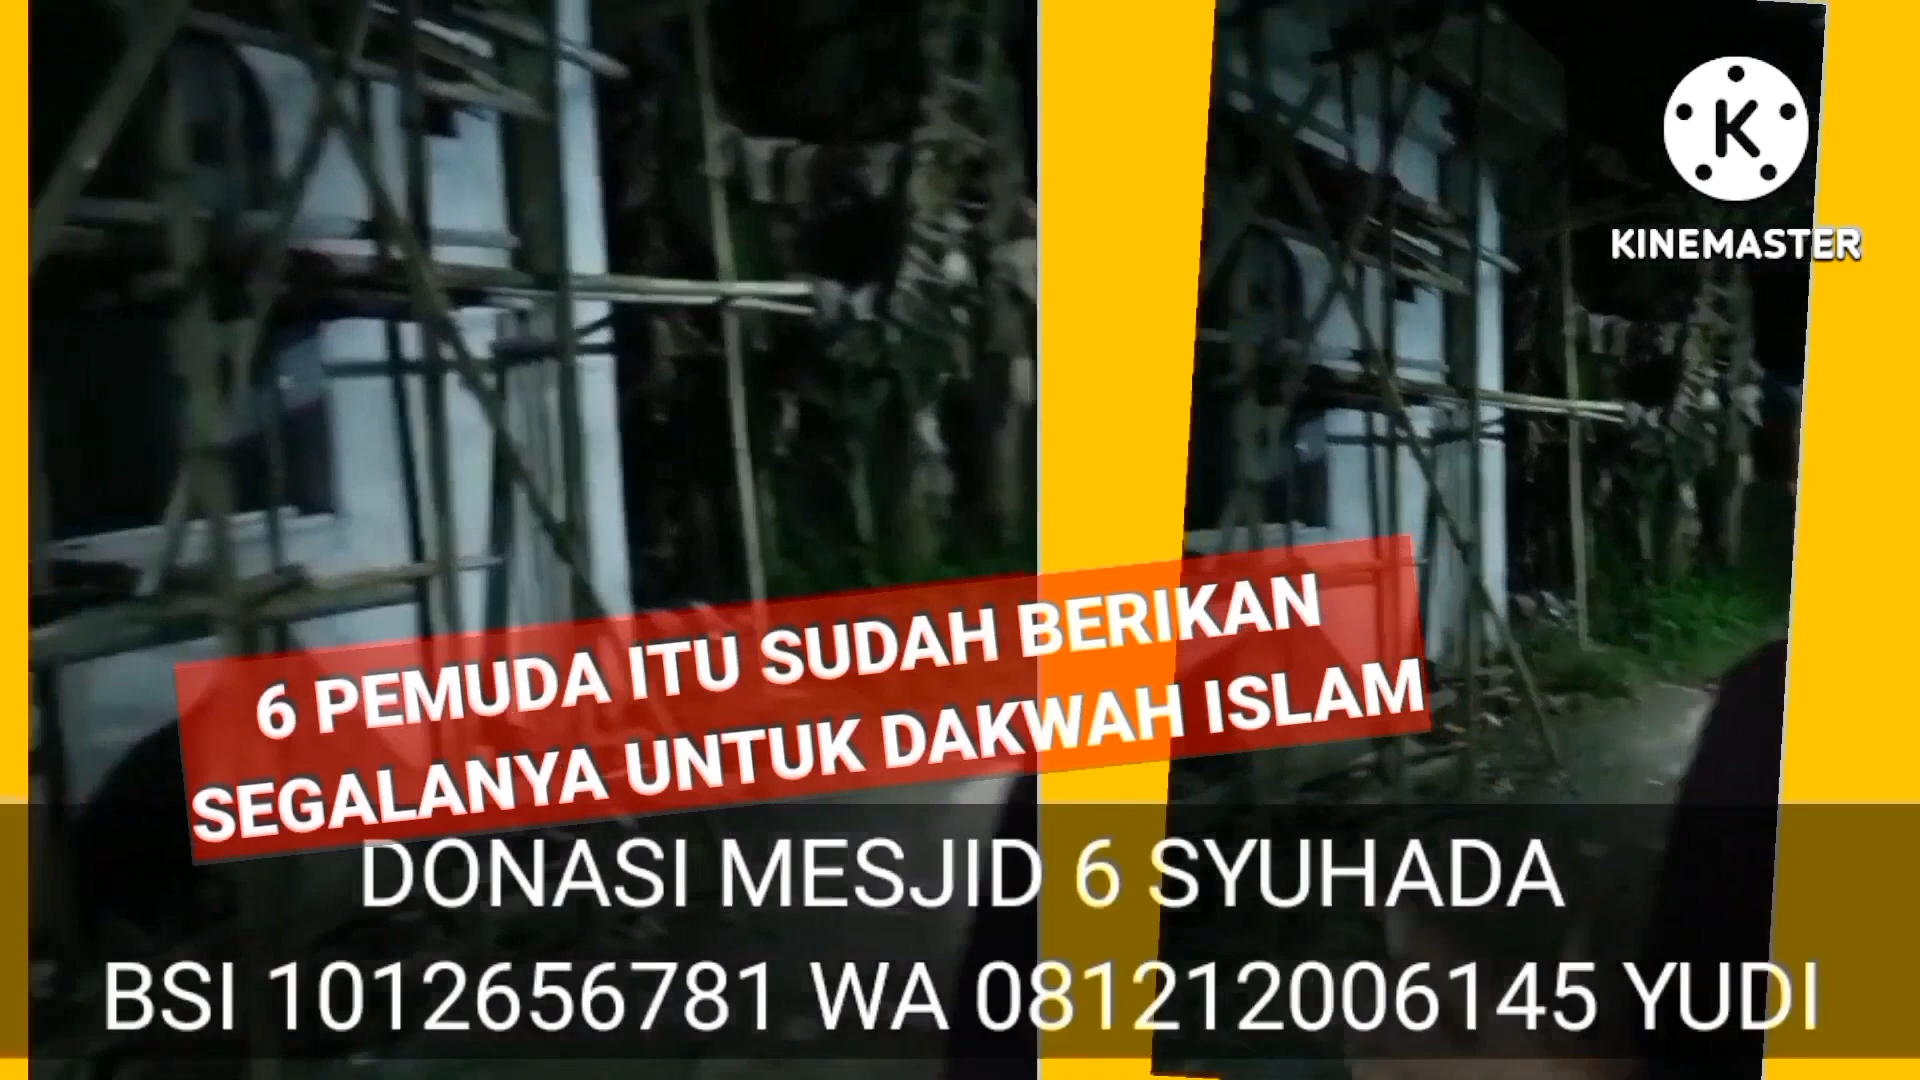 K
KINEMASTER
6 PEMUDA ITU SUDAH BERIKAN
SEGALANYA UNTUK DAKWAH ISLAM
DONASI MESJID 6 SYUHADA
BSI 1012656781 WA 081212006145 YUDI